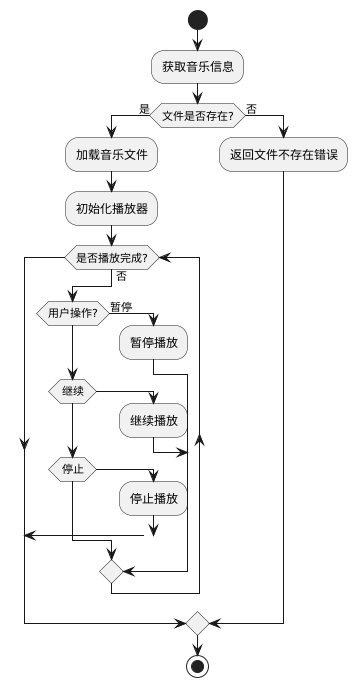 获取音乐信息
文件是否存在?
是
否
加载音乐文件
返回文件不存在错误
初始化播放器
是否播放完成?
否
用户操作?
暂停
暂停播放
继续
继续播放
停止
停止播放